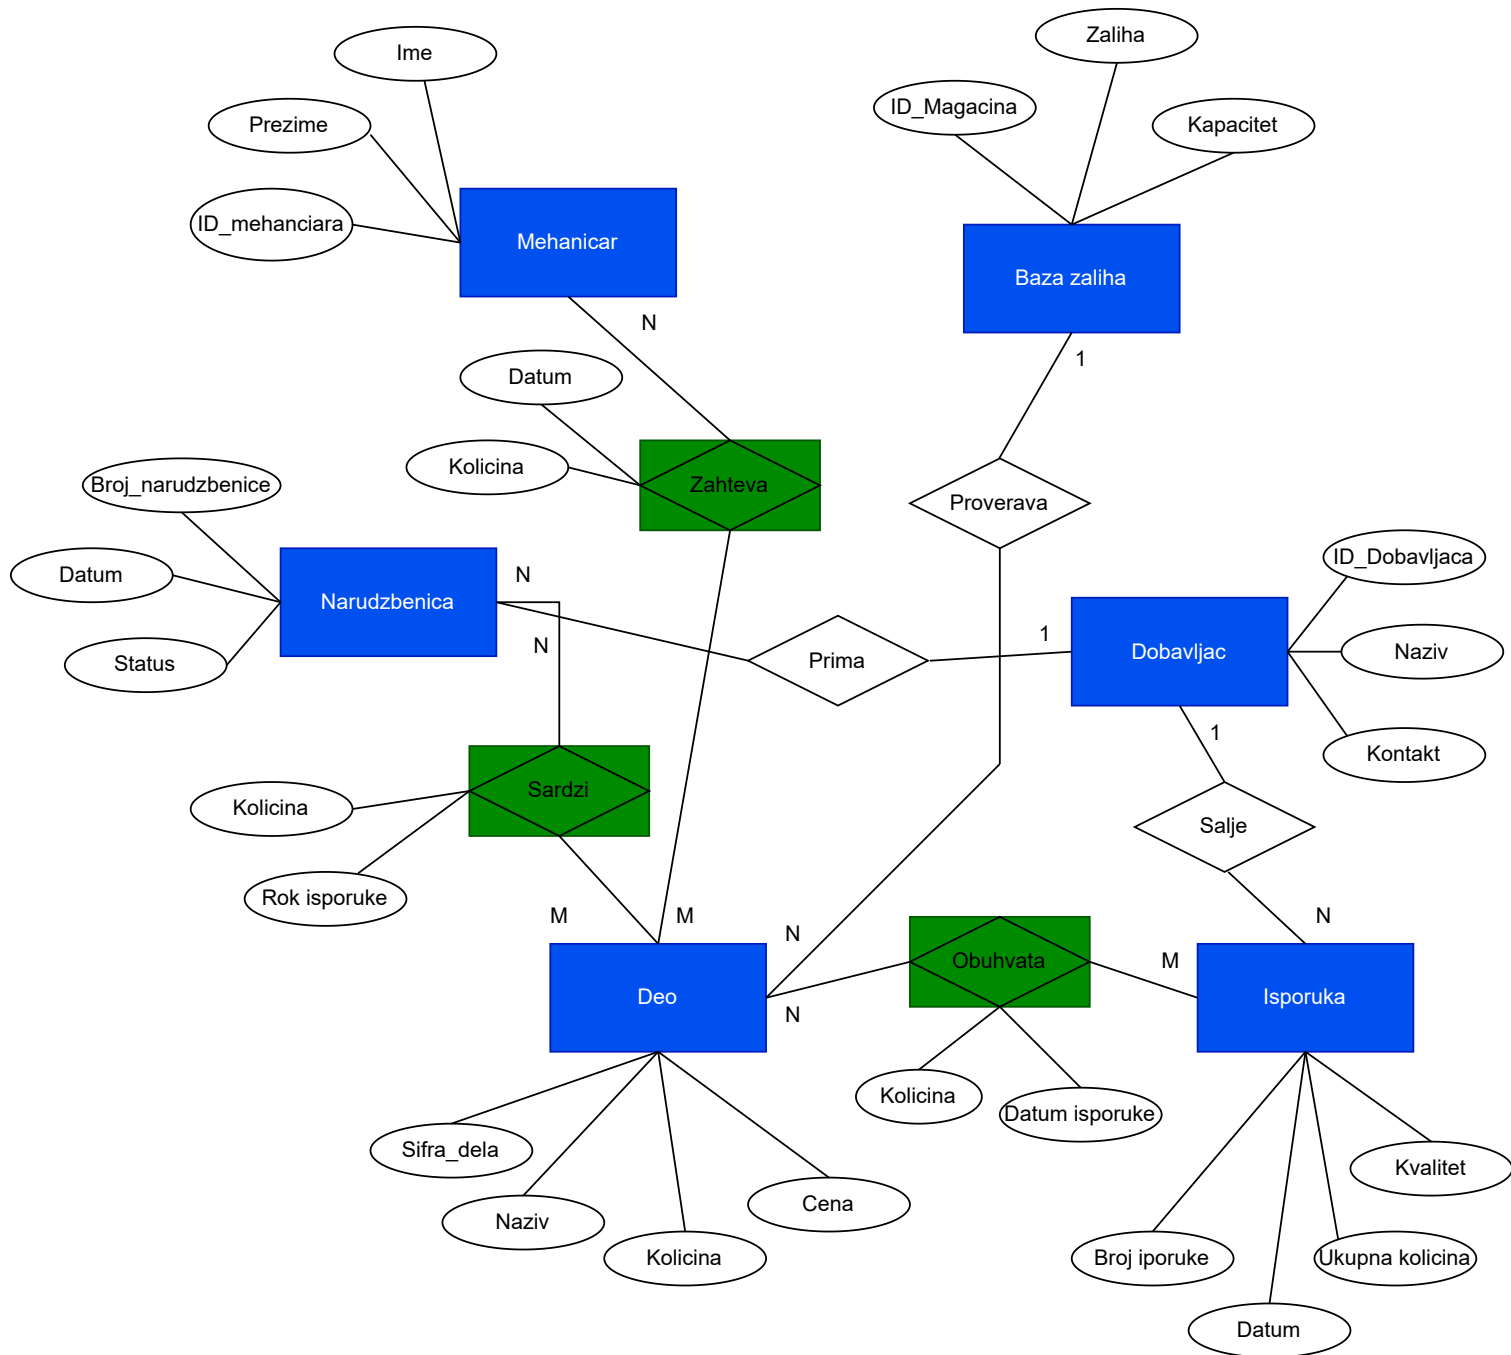 Zaliha
Ime
ID_Magacina
Prezime
Kapacitet
ID_mehanciara
Mehanicar
Baza zaliha
N
1
Datum
Kolicina
Zahteva
Broj_narudzbenice
Proverava
ID_Dobavljaca
Datum
N
Narudzbenica
1
N
Naziv
Dobavljac
Prima
Status
1
Kontakt
Sardzi
Kolicina
Salje
Rok isporuke
M
M
N
N
Obuhvata
M
Deo
Isporuka
N
Kolicina
Datum isporuke
Sifra_dela
Kvalitet
Cena
Naziv
Kolicina
Broj iporuke
Ukupna kolicina
Datum